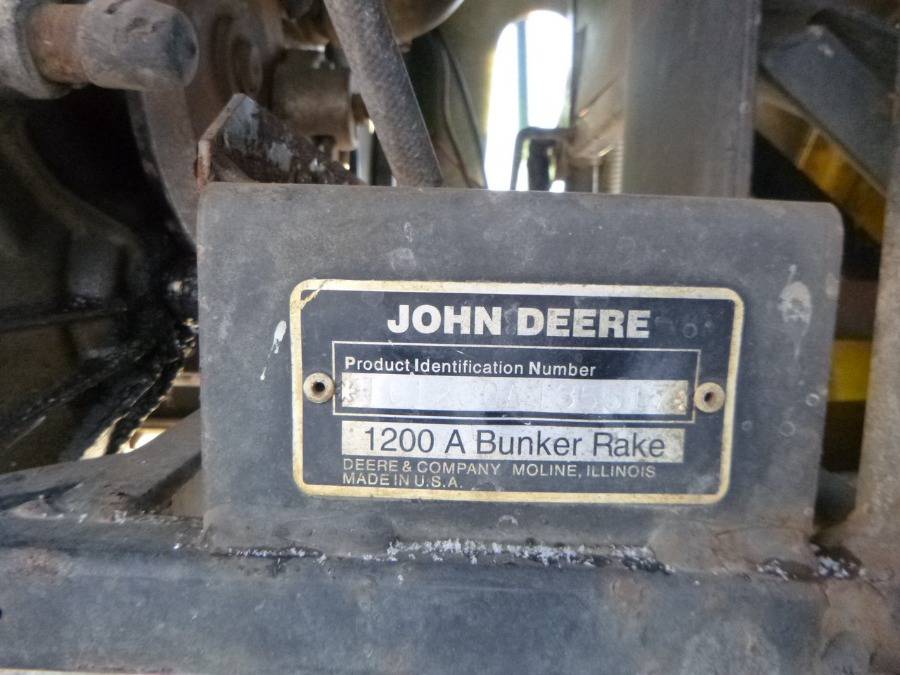 JOHN DEERE
Product Identification Number
1200 A Bunker Rake
DEERE & COMPANY MOLINE, ILLINOIS
MADE IN U.S.A.